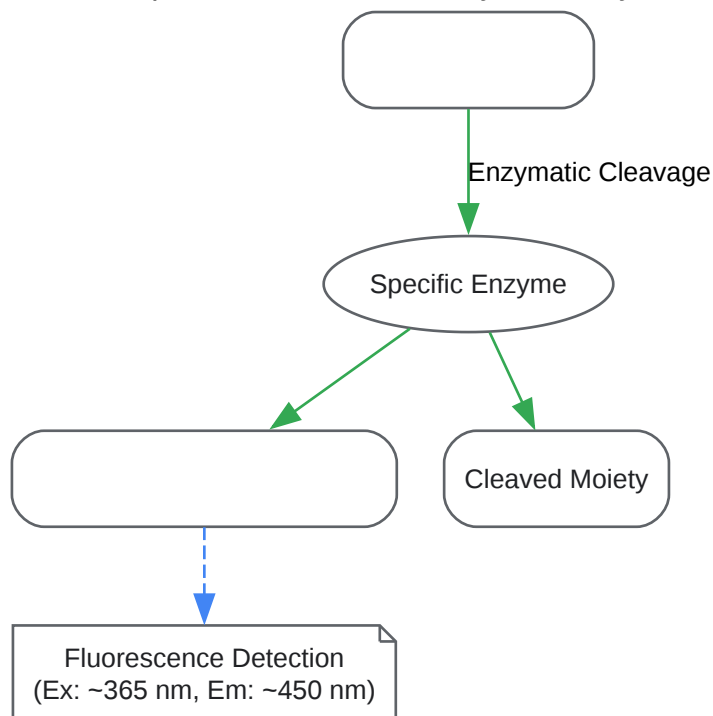 Enzymatic Cleavage
Specific Enzyme
Cleaved Moiety
Fluorescence Detection
(Ex: ~365 nm, Em: ~450 nm)